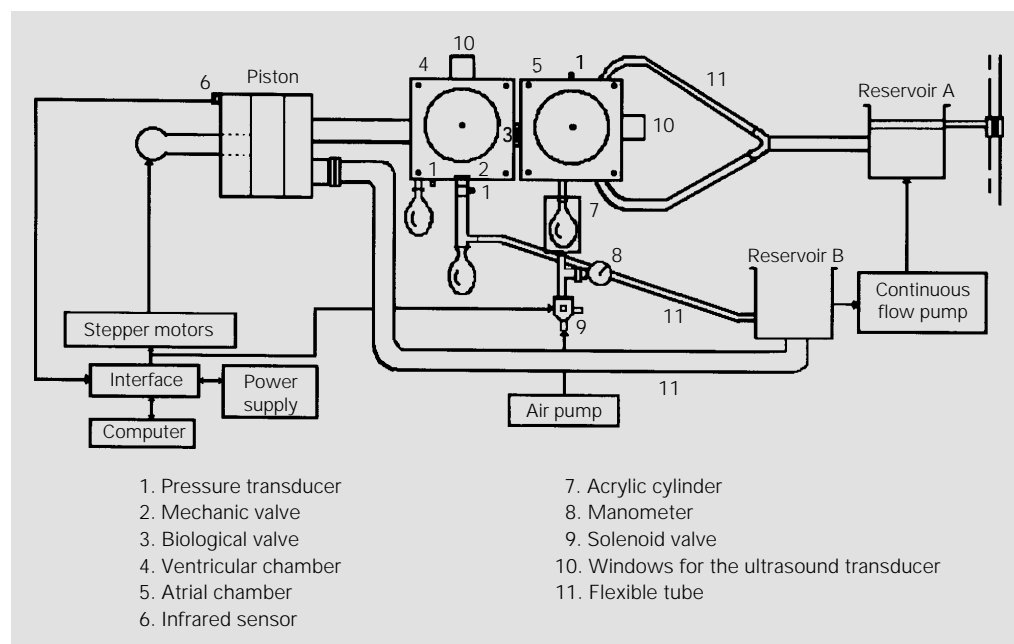 10
4
5
1
11
6
Piston
Reservoir A
3
10
1
2
1
7
8
Reservoir B
Continuous
flow pump
11
9
Stepper motors
Interface
Power
supply
11
Air pump
Computer
1. Pressure transducer
2. Mechanic valve
3. Biological valve
4. Ventricular chamber
5. Atrial chamber
6. Infrared sensor
7. Acrylic cylinder
8. Manometer
9. Solenoid valve
10. Windows for the ultrasound transducer
11. Flexible tube